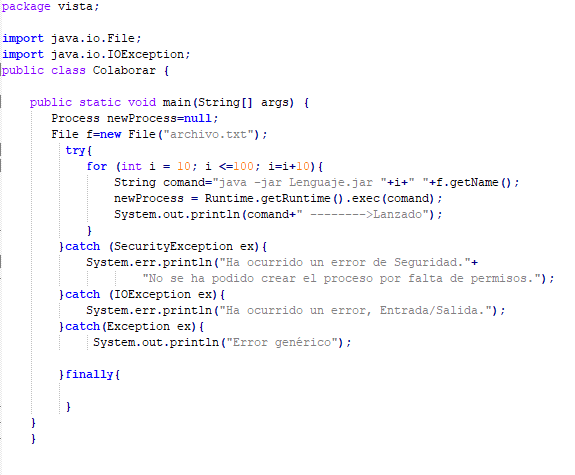 package vista;
import java.io.File;
import java.io.IOException;
public class Colaborar {
public static void main(String[] args) {
Process newProcess=null;
File f=new File("archivo.txt");
try{
for (int i = 10; i <=100; i=i+10){
String comand="java -jar Lenguaje.jar "+i+" "+f.getName();
newProcess = Runtime.getRuntime().exec(comand);
System.out.println(comand+" -------->Lanzado");
}
}catch (SecurityException ex){
System.err.println("Ha ocurrido un error de Seguridad."+
"No se ha podido crear el proceso por falta de permisos.");
}catch (IOException ex){
System.err.println("Ha ocurrido un error, Entrada/Salida.");
}catch(Exception ex){
System.out.println("Error genérico");
}finally{
}
}
}